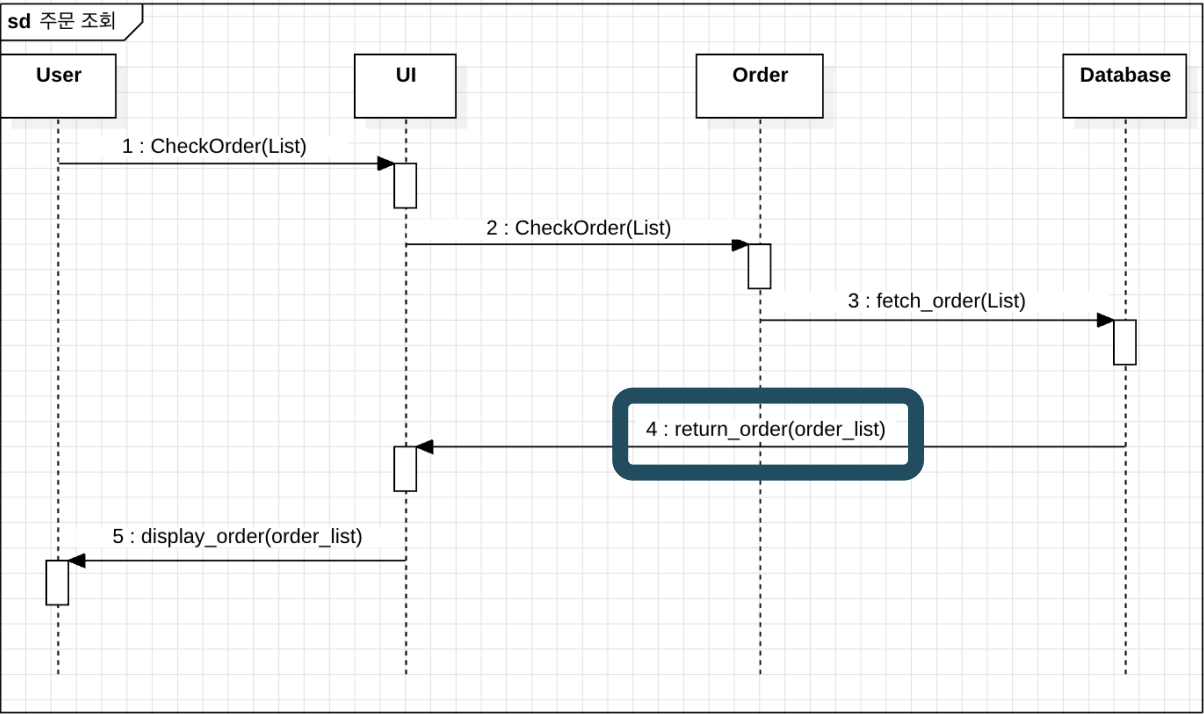 sd 주문 조회
User
UI
Order
Database
1 : CheckOrder(List)
2 : CheckOrder(List)
3 : fetch_order(List)
4 : return_order(order_list)
5 : display_order(order_list)